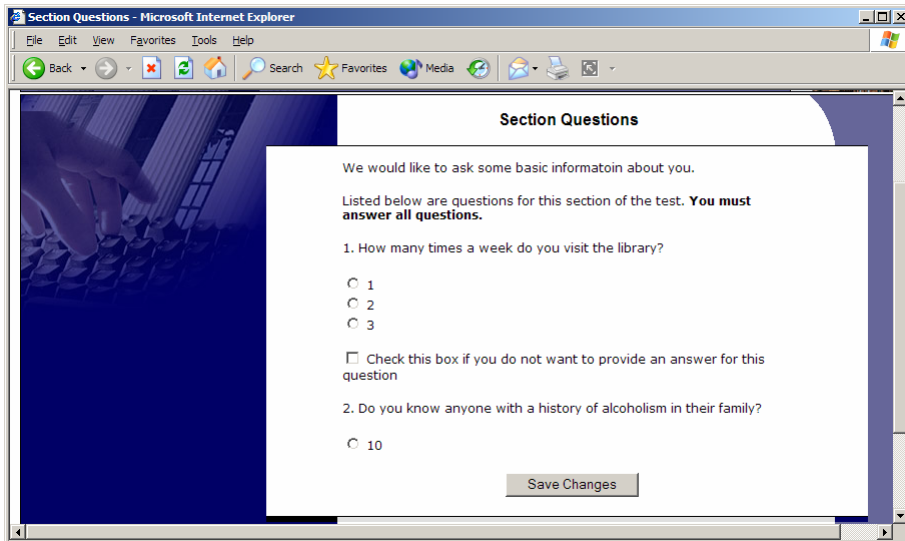 Section Questions - Microsoft Internet Explorer
File Edit View Favorites Tools Help
Back Search Favorites Media
Section Questions
We would like to ask some basic informatoin about you.
Listed below are questions for this section of the test. You must
answer all questions.
1. How many times a week do you visit the library?
1
2
3
Check this box if you do not want to provide an answer for this
question
2. Do you know anyone with a history of alcoholism in their family?
10
Save Changes